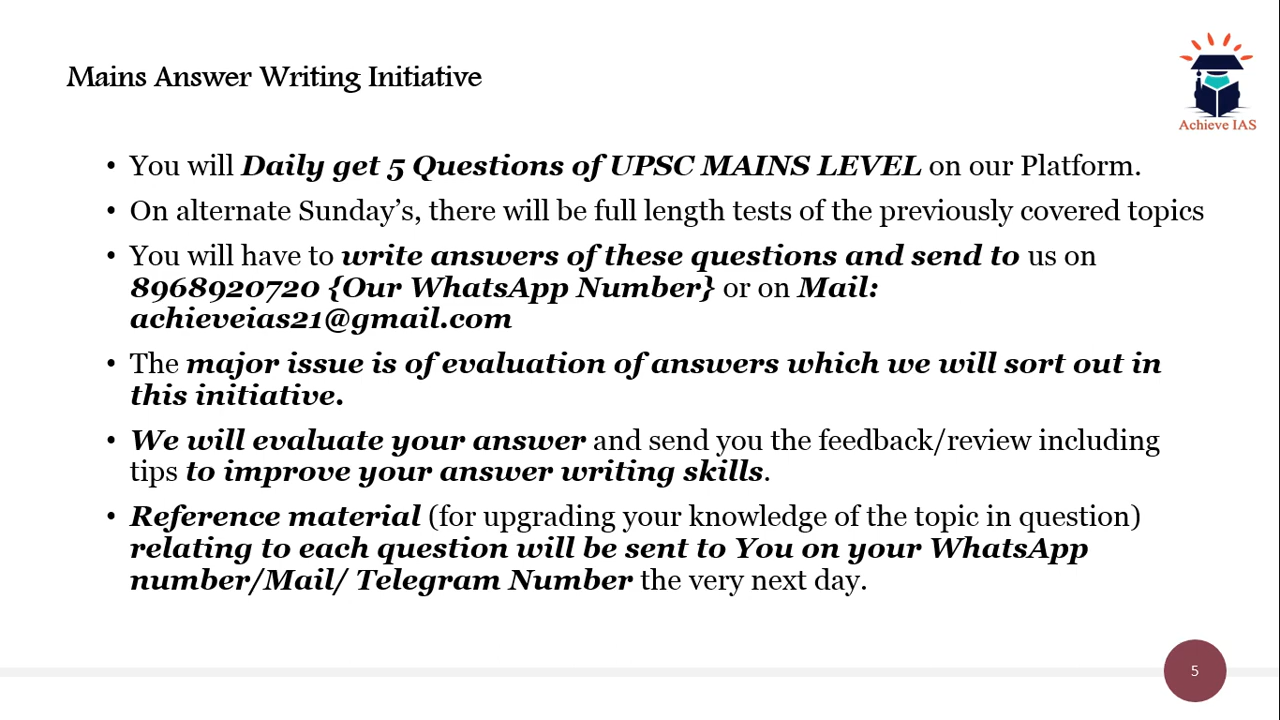 Mains Answer Writing Initiative
Achieve IAS
• You will Daily get 5 Questions of UPSC MAINS LEVEL on our Platform.
• On alternate Sunday’s, there will be full length tests of the previously covered topics
• You will have to write answers of these questions and send to us on
8968920720 {Our WhatsApp Number} or on Mail:
achieveias21@gmail.com
• The major issue is of evaluation of answers which we will sort out in
this initiative.
• We will evaluate your answer and send you the feedback/review including
tips to improve your answer writing skills.
• Reference material (for upgrading your knowledge of the topic in question)
relating to each question will be sent to You on your WhatsApp
number/Mail/ Telegram Number the very next day.
5